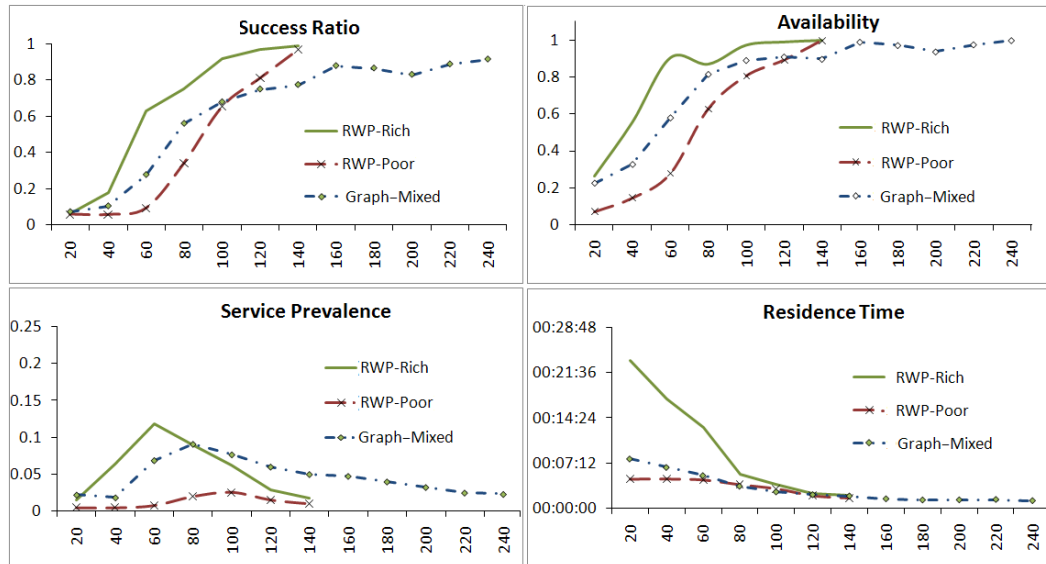 Success Ratio
1
0.8
0.6
0.4
0.2
0
RWP-Rich
RWP-Poor
Graph–Mixed
20 40 60 80 100 120 140 160 180 200 220 240
Availability
1
0.8
0.6
0.4
0.2
0
RWP-Rich
RWP-Poor
Graph–Mixed
20 40 60 80 100 120 140 160 180 200 220 240
Service Prevalence
0.25
0.2
0.15
0.1
0.05
0
RWP-Rich
RWP-Poor
Graph–Mixed
20 40 60 80 100 120 140 160 180 200 220 240
Residence Time
00:28:48
00:21:36
00:14:24
00:07:12
00:00:00
RWP-Rich
RWP-Poor
Graph–Mixed
20 40 60 80 100 120 140 160 180 200 220 240